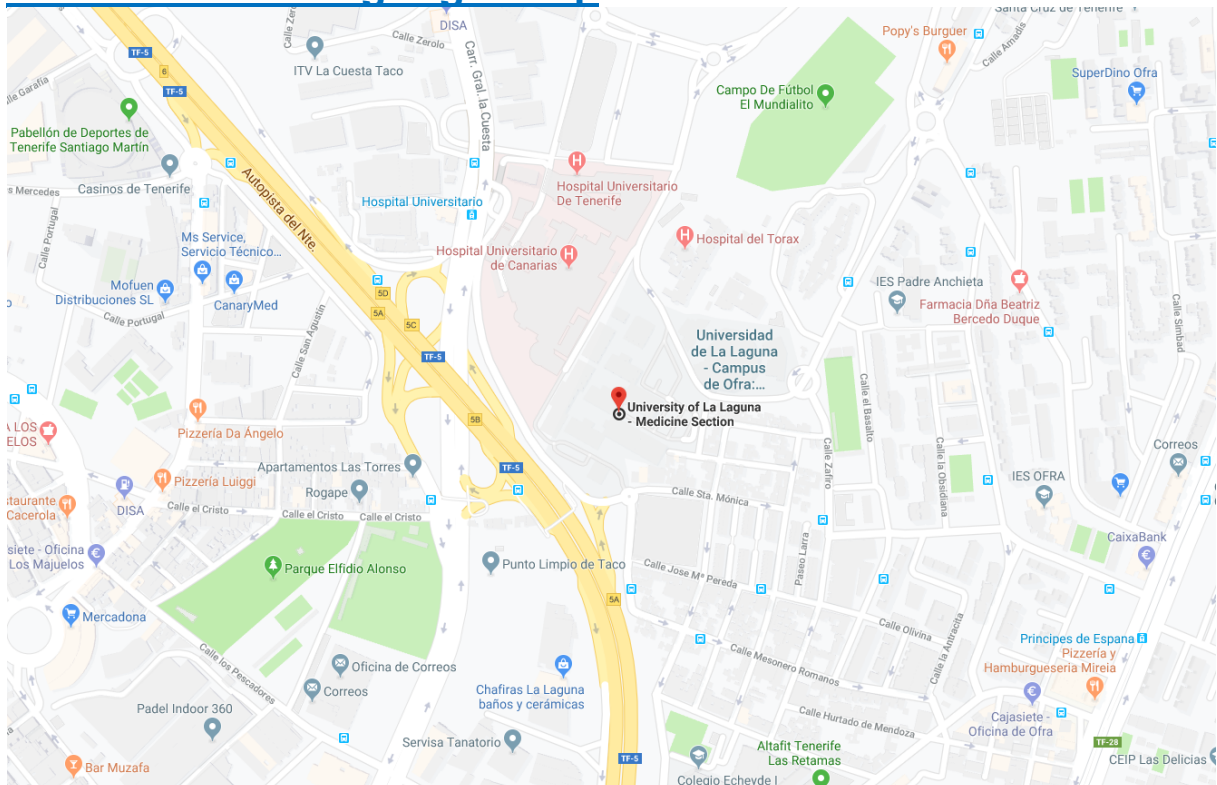 Santa Cruz de Tenerife
DISA
Calle Zerolo
Calle Zerolo
Popy's Burguer
Calle Amadis
TF-5
ITV La Cuesta Taco
6
TF-5
Carr. Gral. la Cuesta
SuperDino Ofra
Campo De Fútbol
El Mundialito
Calle Garafía
Pabellón de Deportes de
Tenerife Santiago Martín
Casinos de Tenerife
Autopista del Nte.
Hospital Universitario
De Tenerife
Hospital Universitario
Calle Portugal
Ms Service,
Servicio Técnico...
Hospital Universitario
de Canarias
Hospital del Torax
IES Padre Anchieta
Mofuen
Distribuciones SL
CanaryMed
Calle Portugal
Calle San Agustín
5D
5A
5C
TF-5
Farmacia Dña Beatriz
Bercedo Duque
Calle Simbad
Universidad
de La Laguna
- Campus
de Ofra:...
University of La Laguna
- Medicine Section
Calle el Basalto
5B
Pizzería Da Ángelo
Apartamentos Las Torres
TF-5
Calle Zafiro
Calle la Obsidiana
Correos
IES OFRA
Pizzería Luiggi
Rogape
DISA
Calle el Cristo
Calle el Cristo
Calle Sta. Mónica
Cacerola
CaixaBank
Paseo Larra
Oficina
Los Majuelos
Parque Elfidio Alonso
Punto Limpio de Taco
Calle Jose Mª Pereda
5A
Mercadona
Calle Olivina
Calle la Antracita
Principes de Espana
Pizzería y
Hamburgueseria Mireia
Calle Mesonero Romanos
Calle los Pescadores
Oficina de Correos
Correos
Chafiras La Laguna
baños y cerámicas
Padel Indoor 360
Calle Hurtado de Mendoza
Cajasiete -
Oficina de Ofra
Servisa Tanatorio
Altafit Tenerife
Las Retamas
TF-28
TF-5
CEIP Las Delicias
Bar Muzafa
Colegio Echeyde I